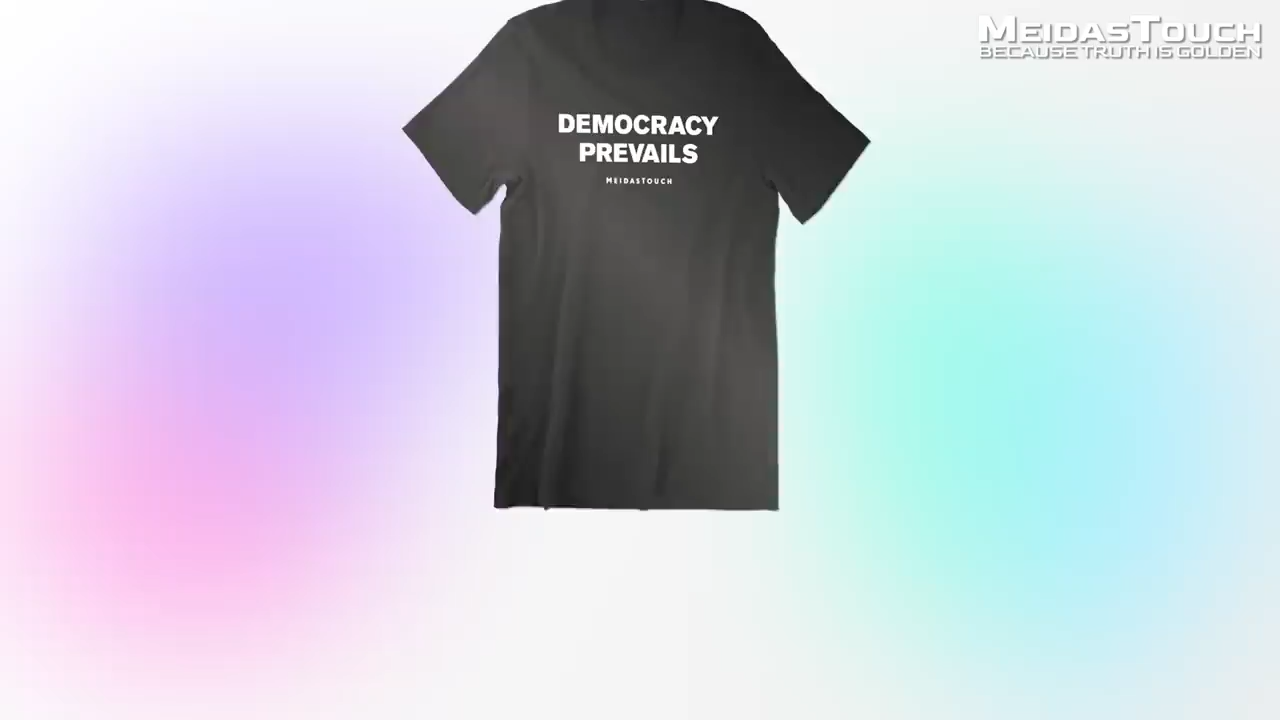 MEIDASTOUCH
BECAUSE TRUTH IS GOLDEN
DEMOCRACY
PREVAILS
MEIDASTOUCH